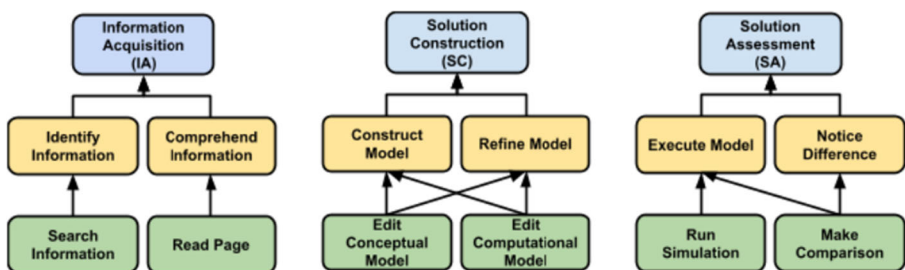 Information
Acquisition
(IA)
Solution
Construction
(SC)
Solution
Assessment
(SA)
Identify
Information
Comprehend
Information
Construct
Model
Refine Model
Execute Model
Notice
Difference
Search
Information
Read Page
Edit
Conceptual
Model
Edit
Computational
Model
Run
Simulation
Make
Comparison